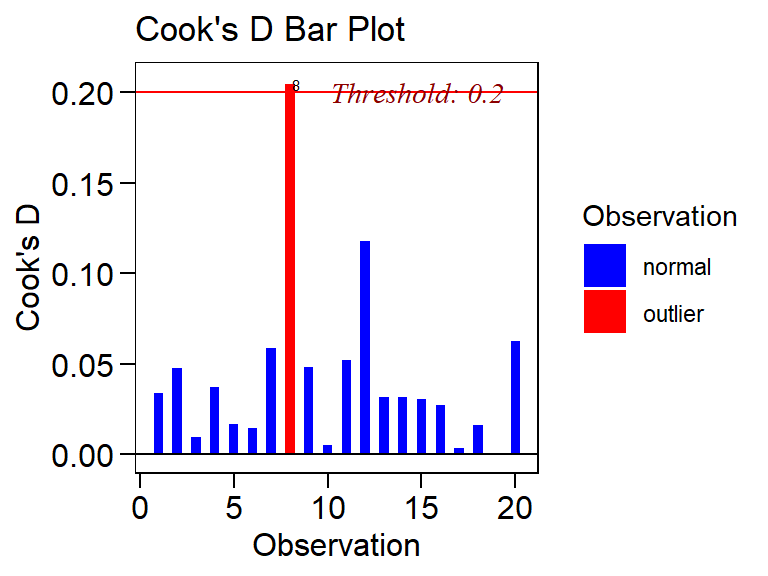 Cook's D Bar Plot
8
Threshold: 0.2
0.20
0.15
0.10
0.05
0.00
Cook's D
0 5 10 15 20
Observation
Observation
normal
outlier